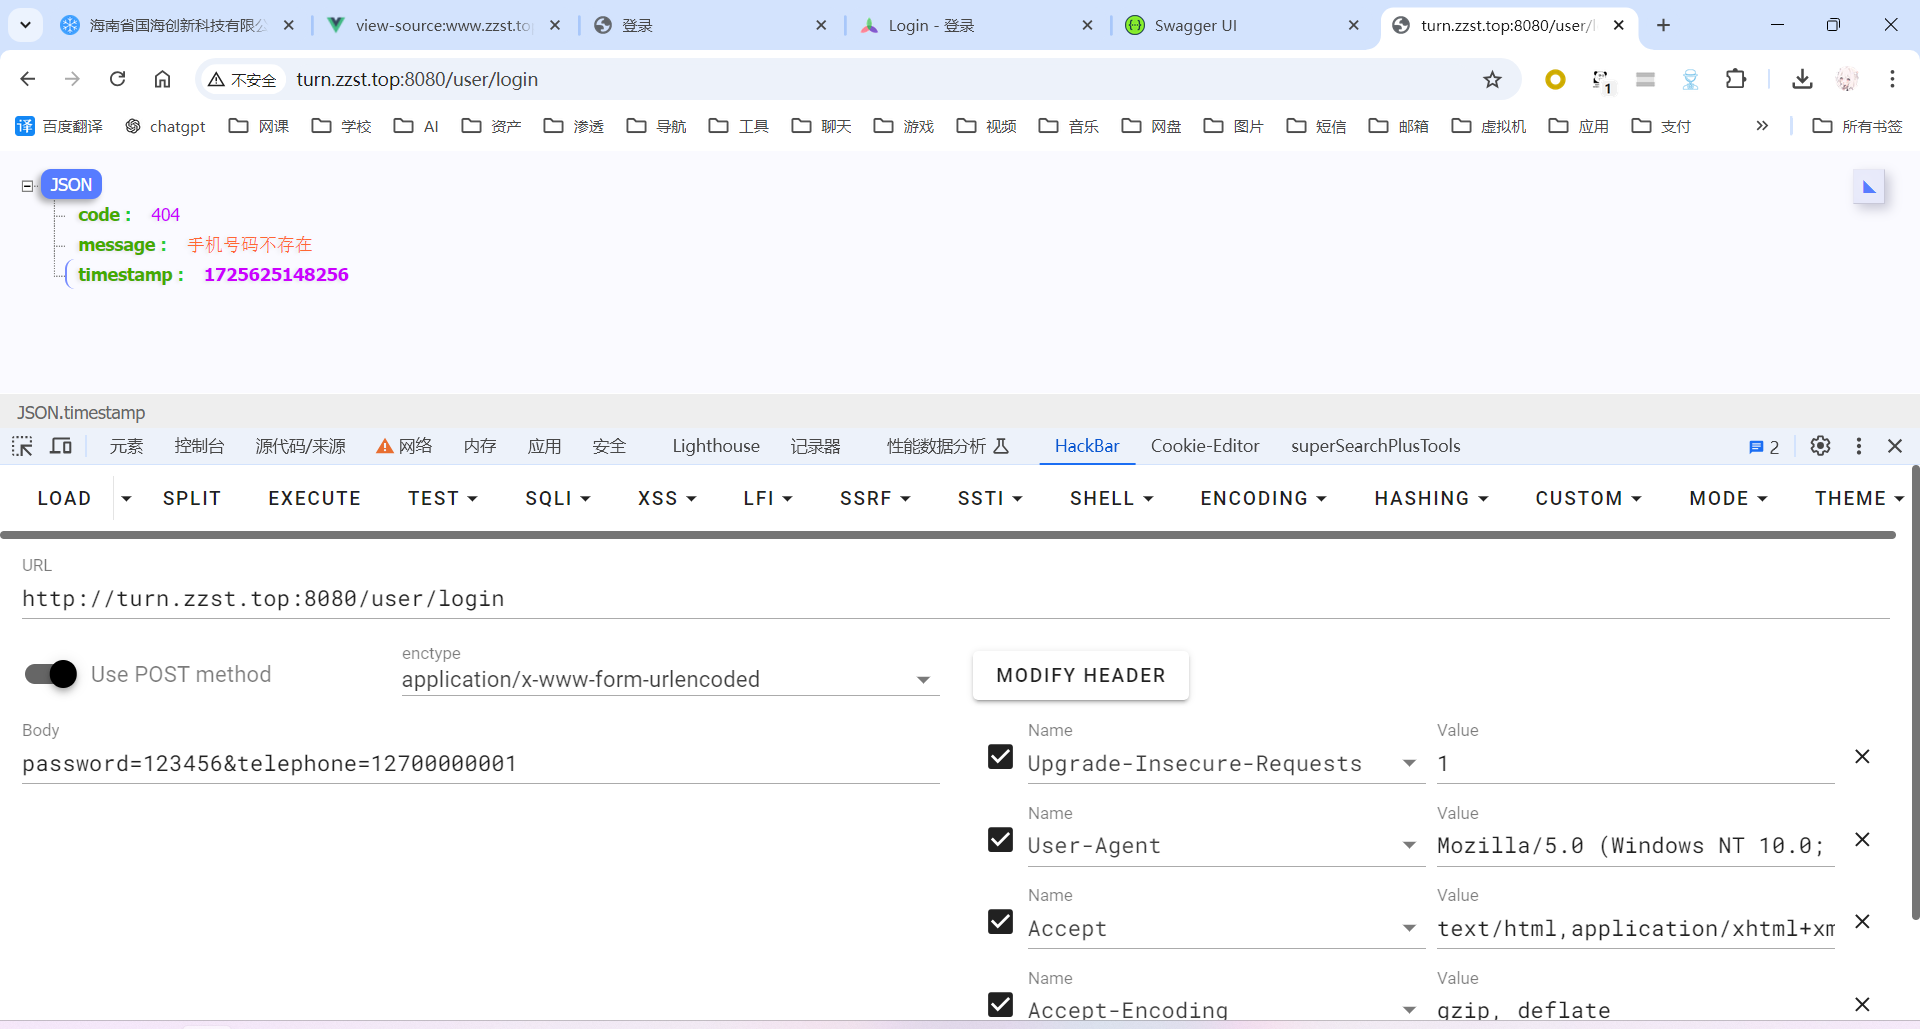 海南省国海创新科技有限公
view-source:www.zzst.to
登录
Login - 登录
Swagger UI
turn.zzst.top:8080/user/l
不安全 turn.zzst.top:8080/user/login
1
百度翻译 chatgpt 网课 学校 AI 资产 渗透 导航 工具 聊天 游戏 视频 音乐 网盘 图片 短信 邮箱 虚拟机 应用 支付 所有书签
JSON
code : 404
message : 手机号码不存在
timestamp : 1725625148256
JSON.timestamp
元素 控制台 源代码/来源 网络 内存 应用 安全 Lighthouse 记录器 性能数据分析 HackBar Cookie-Editor superSearchPlusTools 2
LOAD SPLIT EXECUTE TEST SQLI XSS LFI SSRF SSTI SHELL ENCODING HASHING CUSTOM MODE THEME
URL
http://turn.zzst.top:8080/user/login
Use POST method
enctype
application/x-www-form-urlencoded
MODIFY HEADER
Body
password=123456&telephone=12700000001
Name Value
Upgrade-Insecure-Requests 1
Name Value
User-Agent Mozilla/5.0 (Windows NT 10.0;
Name Value
Accept text/html,application/xhtml+xm
Name Value
Accept-Encoding gzip, deflate